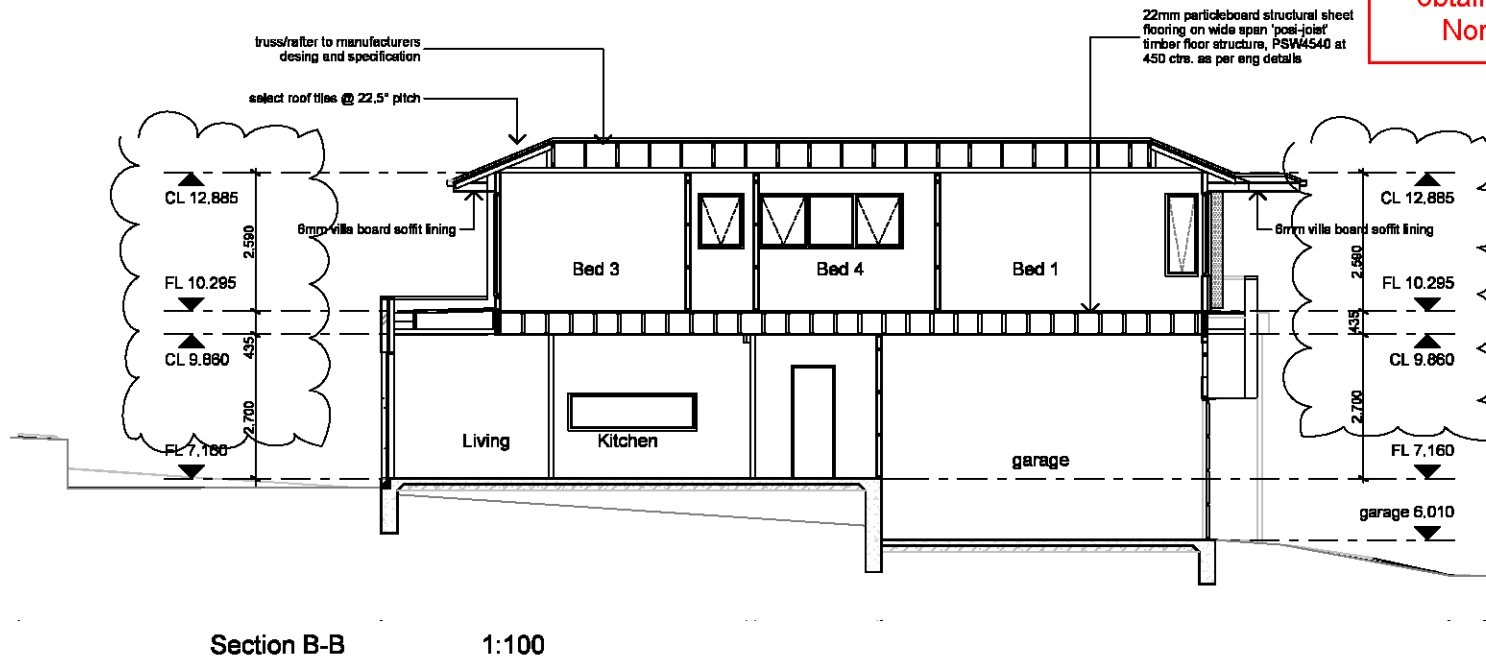 obtai
Nor
22mm particleboard structural sheet
flooring on wide span 'posi-joist'
timber floor structure, PSW4540 at
450 ctrs. as per eng details
truss/rafter to manufacturers
desing and specification
select roof tiles @ 22,5° pitch
CL 12,885
CL 12,885
6mm villa board soffit lining
6mm villa board soffit lining
2,590
2,590
Bed 3
Bed 4
Bed 1
FL 10.295
FL 10.295
435
435
CL 9.860
CL 9.860
2,700
2,700
Living
Kitchen
garage
FL 7,160
FL 7,160
garage 6,010
Section B-B
1:100